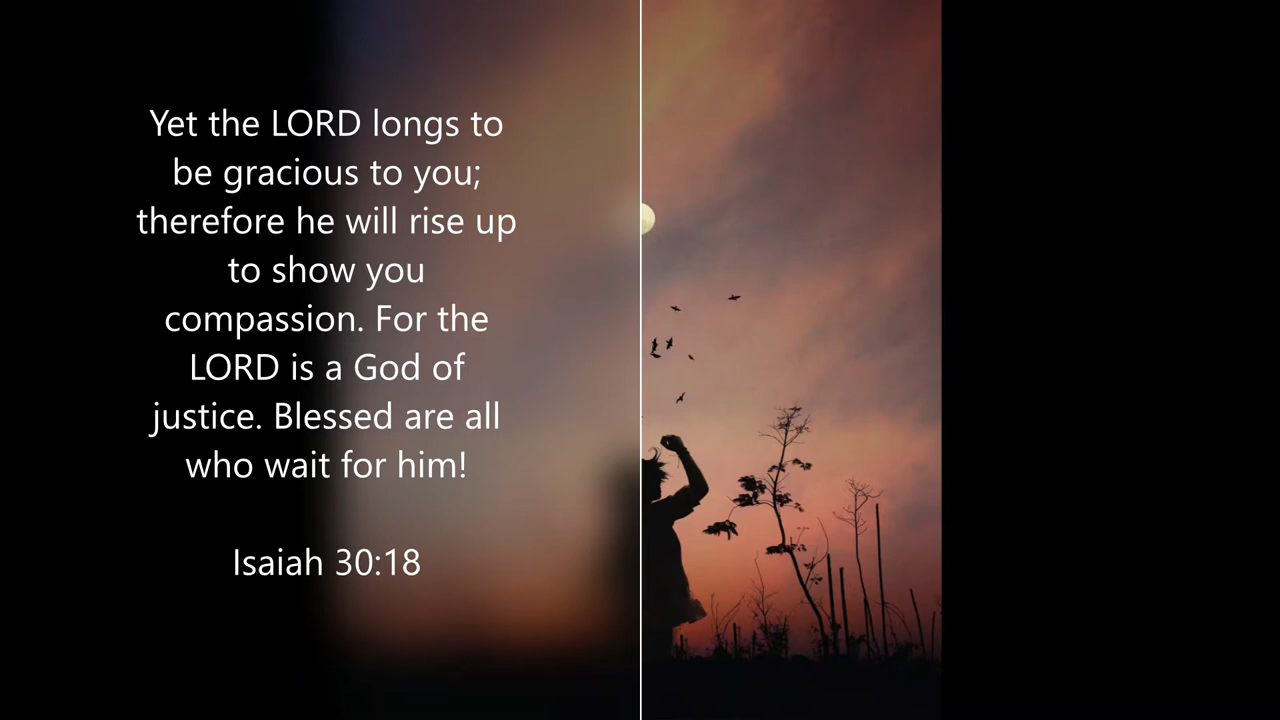 Yet the LORD longs to
be gracious to you;
therefore he will rise up
to show you
compassion. For the
LORD is a God of
justice. Blessed are all
who wait for him!
Isaiah 30:18